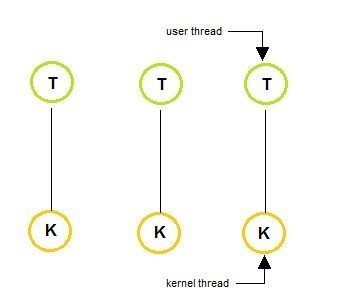 user thread
T T T
K K K
kernel thread